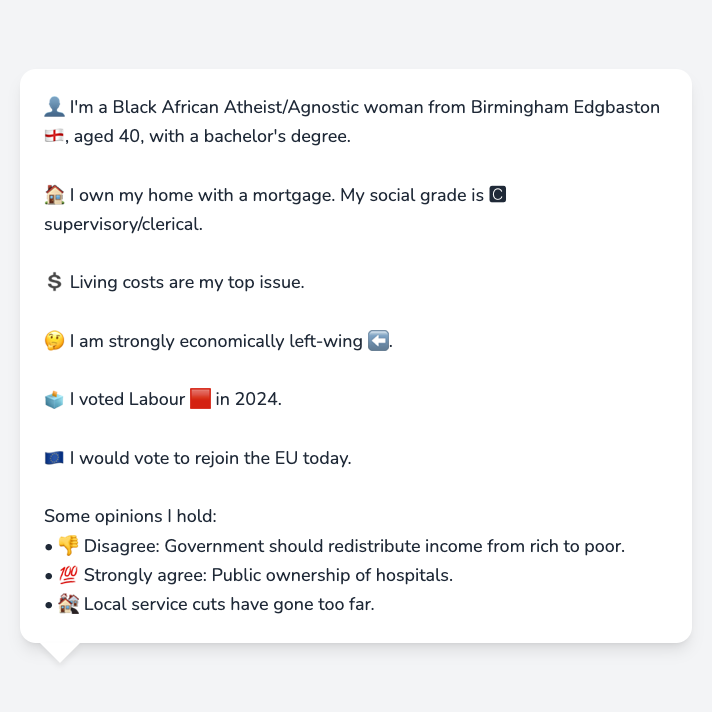 👤 I'm a Black African Atheist/Agnostic woman from Birmingham Edgbaston
🏴󠁧󠁢󠁥󠁮󠁧󠁿, aged 40, with a bachelor's degree.
🏠 I own my home with a mortgage. My social grade is 🅲
supervisory/clerical.
💲 Living costs are my top issue.
🤔 I am strongly economically left-wing ⬅️.
🗳️ I voted Labour 🟥 in 2024.
🇪🇺 I would vote to rejoin the EU today.
Some opinions I hold:
• 👎 Disagree: Government should redistribute income from rich to poor.
• 💯 Strongly agree: Public ownership of hospitals.
• 🏘️ Local service cuts have gone too far.